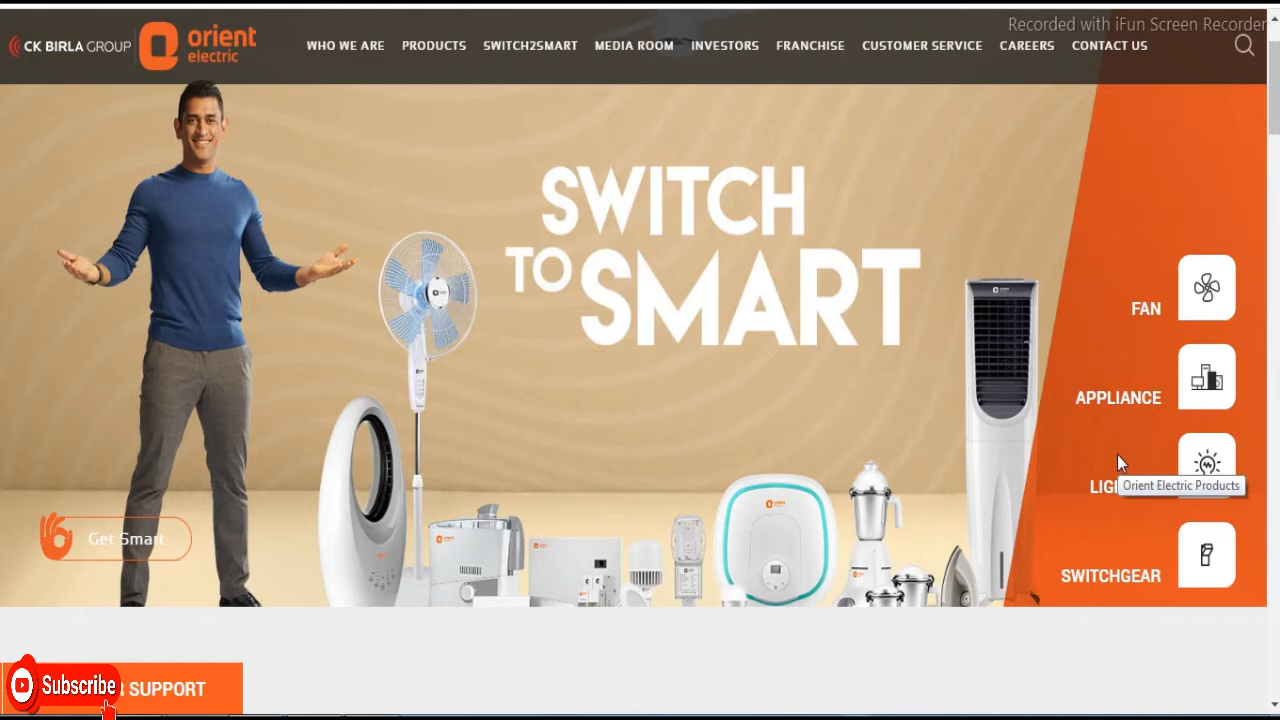 Recorded with iFun Screen Recorder
CK BIRLA GROUP
orient
electric
WHO WE ARE PRODUCTS SWITCH2SMART MEDIA ROOM INVESTORS FRANCHISE CUSTOMER SERVICE CAREERS CONTACT US
SWITCH
TO SMART
FAN
APPLIANCE
Orient Electric Products
SWITCHGEAR
Get Smart
Subscribe
SUPPORT